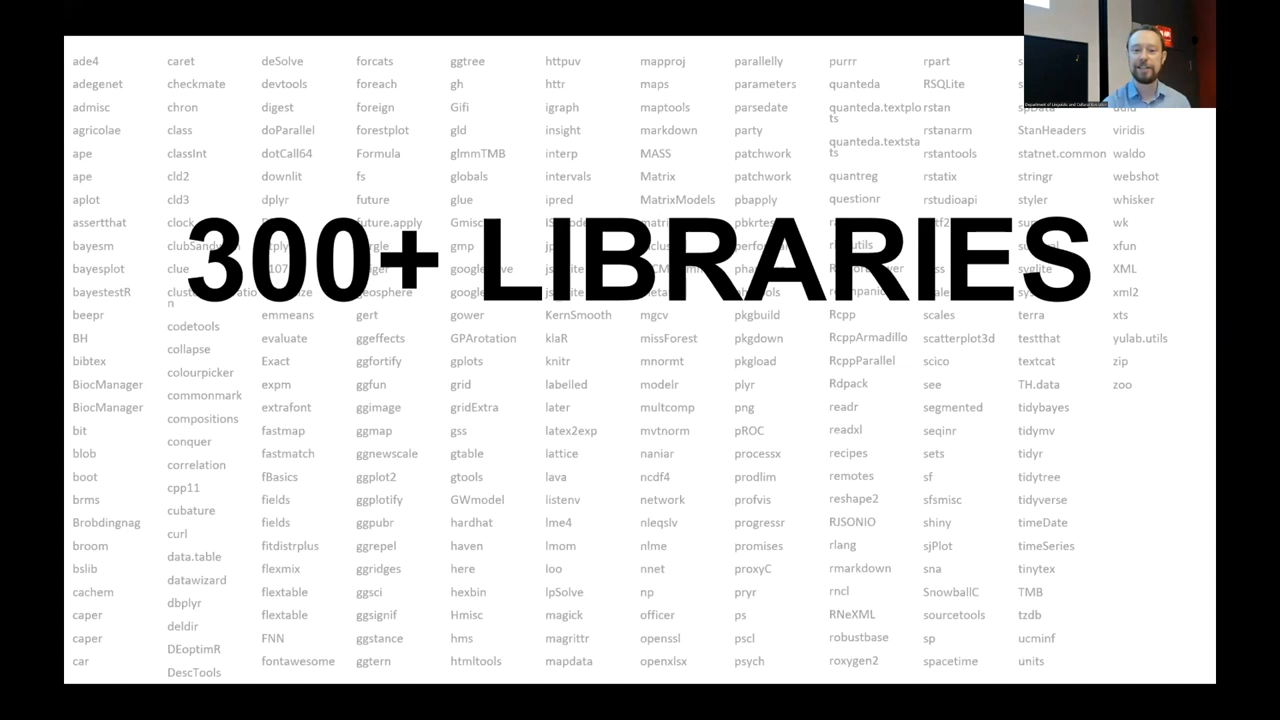 ade4
adegenet
admisc
agricolae
ape
ape
aplot
assertthat
bayesm
bayesplot
bayestestR
beepr
BH
bibtex
BiocManager
BiocManager
bit
blob
boot
brms
Brobdingnag
broom
bslib
cachem
caper
caper
car
caret
checkmate
chron
class
classInt
cld2
cld3
clock
clue
codetools
collapse
colourpicker
commonmark
compositions
conquer
correlation
cpp11
cubature
curl
data.table
datawizard
dbplyr
deldir
DEoptimR
DescTools
deSolve
devtools
digest
doParallel
dotCall64
downlit
dplyr
300+ LIBRARIES
emmeans
evaluate
Exact
expm
extrafont
fastmap
fastmatch
fBasics
fields
fields
fitdistrplus
flexmix
flextable
flextable
FNN
fontawesome
forcats
foreach
foreign
forestplot
Formula
fs
future
future.apply
geosphere
gert
ggeffects
ggfortify
ggfun
ggimage
ggmap
ggnewscale
ggplot2
ggplotify
ggpubr
ggrepel
ggridges
ggsci
ggsignif
ggstance
ggtern
ggtree
gh
Gifi
gld
glmmTMB
globals
glue
gmp
gower
GPArotation
gplots
grid
gridExtra
gss
gtable
gtools
GWmodel
hardhat
haven
here
hexbin
Hmisc
hms
htmltools
httpuv
httr
igraph
insight
interp
intervals
ipred
KernSmooth
klaR
knitr
labelled
later
latex2exp
lattice
lava
listenv
lme4
lmom
loo
lpSolve
magick
magrittr
mapdata
mapproj
maps
maptools
markdown
MASS
Matrix
MatrixModels
mgcv
missForest
mnormt
modelr
multcomp
mvtnorm
naniar
ncdf4
network
nleqslv
nlme
nnet
np
officer
openssl
openxlsx
parallelly
parameters
parsedate
party
patchwork
patchwork
pbapply
pkgbuild
pkgdown
pkgload
plyr
png
pROC
processx
prodlim
profvis
progressr
promises
proxyC
pryr
ps
pscl
psych
purrr
quanteda
quanteda.textplo
ts
quanteda.textsta
ts
quantreg
questionr
Rcpp
RcppArmadillo
RcppParallel
Rdpack
readr
readxl
recipes
remotes
reshape2
RJSONIO
rlang
rmarkdown
rncl
RNeXML
robustbase
roxygen2
rpart
RSQLite
rstan
rstanarm
rstantools
rstatix
rstudioapi
scales
scatterplot3d
scico
see
segmented
seqinr
sets
sf
sfsmisc
shiny
sjPlot
sna
SnowballC
sourcetools
sp
spacetime
StanHeaders
statnet.common
stringr
styler
svglite
terra
testthat
textcat
TH.data
tidybayes
tidymv
tidyr
tidytree
tidyverse
timeDate
timeSeries
tinytex
TMB
tzdb
ucminf
units
viridis
waldo
webshot
whisker
wk
xfun
XML
xml2
xts
yulab.utils
zip
zoo